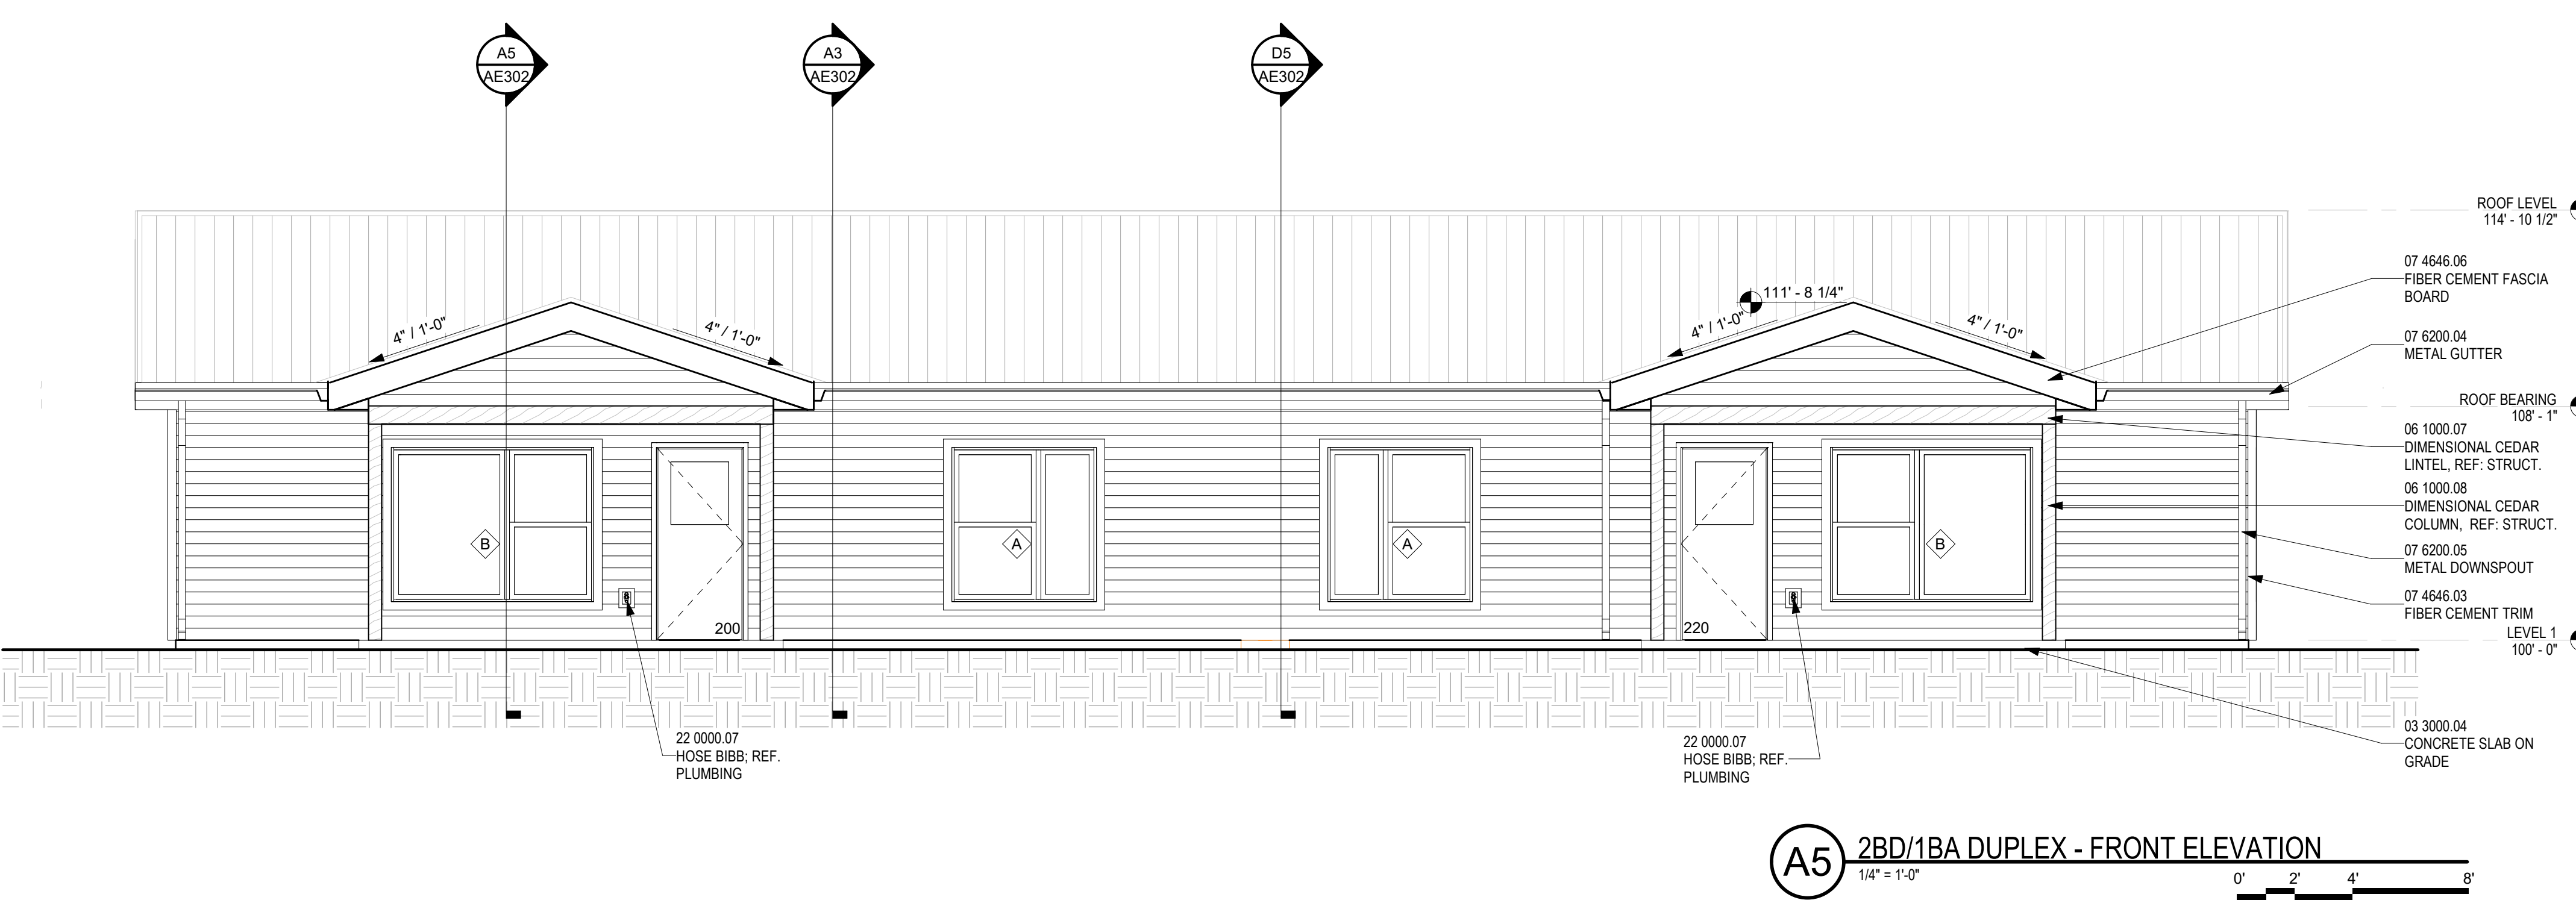 A5
AE302
A3
AE302
D5
AE302
ROOF LEVEL
114' - 10 1/2"
07 4646.06
FIBER CEMENT FASCIA
BOARD
111' - 8 1/4"
4" / 1'-0"
4" / 1'-0"
4" / 1'-0"
4" / 1'-0"
07 6200.04
METAL GUTTER
ROOF BEARING
108' - 1"
06 1000.07
DIMENSIONAL CEDAR
LINTEL, REF: STRUCT.
06 1000.08
DIMENSIONAL CEDAR
COLUMN, REF: STRUCT.
B
A
A
B
07 6200.05
METAL DOWNSPOUT
07 4646.03
FIBER CEMENT TRIM
200
220
LEVEL 1
100' - 0"
03 3000.04
CONCRETE SLAB ON
GRADE
22 0000.07
HOSE BIBB; REF.
PLUMBING
22 0000.07
HOSE BIBB; REF.
PLUMBING
A5
2BD/1BA DUPLEX - FRONT ELEVATION
1/4" = 1'-0"
0' 2' 4' 8'